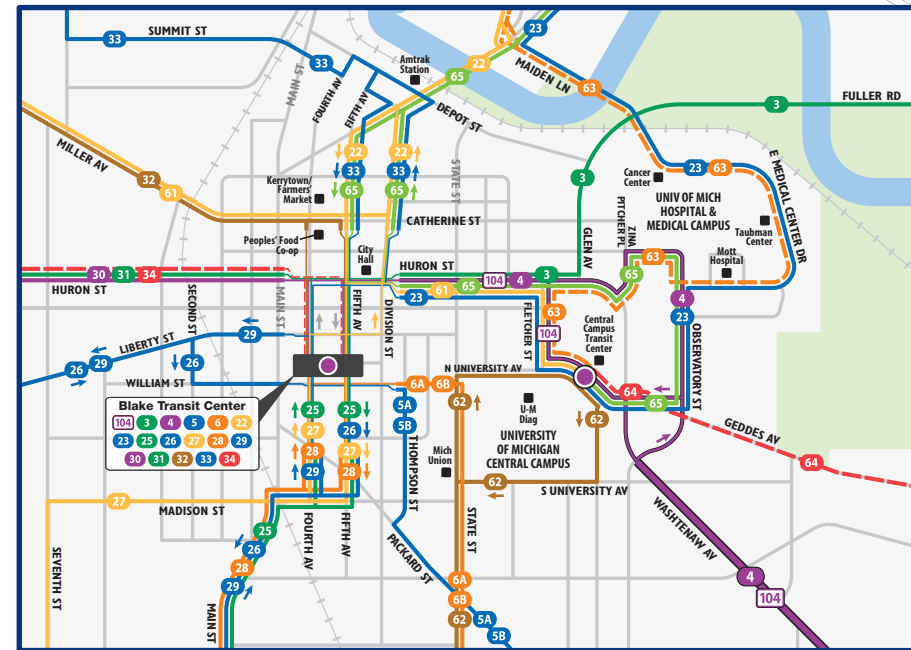 SUMMIT ST
33
33
23
Amtrak
Station
22
65
MAIDEN LN
63
FULLER RD
3
MAIN ST
FOURTH AV
FIFTH AV
DEPOT ST
MILLER AV
32
61
22
33
65
22
33
65
STATE ST
Kerrytown/
Farmers'
Market
Peoples' Food
Co-op
City
Hall
CATHERINE ST
3
Cancer
Center
23
63
E MEDICAL CENTER DR
UNIV OF MICH
HOSPITAL &
MEDICAL CAMPUS
Taubman
Center
Mott
Hospital
GLEN AV
ZINA
PITCHER PL
63
65
30
31
34
HURON ST
HURON ST
104
4
3
61
65
23
63
104
4
23
SECOND ST
MAIN ST
FIFTH AV
DIVISION ST
FLETCHER ST
Central
Campus
Transit
Center
OBSERVATORY ST
LIBERTY ST
29
26
29
26
WILLIAM ST
N UNIVERSITY AV
6A
6B
62
5A
5B
U-M
Diag
62
64
65
GEDDES AV
64
Blake Transit Center
104
3
4
5
6
22
23
25
26
27
28
29
30
31
32
33
34
25
27
28
29
25
26
27
28
THOMPSON ST
Mich
Union
UNIVERSITY
OF MICHIGAN
CENTRAL CAMPUS
62
S UNIVERSITY AV
27
MADISON ST
SEVENTH ST
25
26
28
29
MAIN ST
FOURTH AV
FIFTH AV
PACKARD ST
STATE ST
WASHTENAW AV
4
104
6A
6B
62
5A
5B